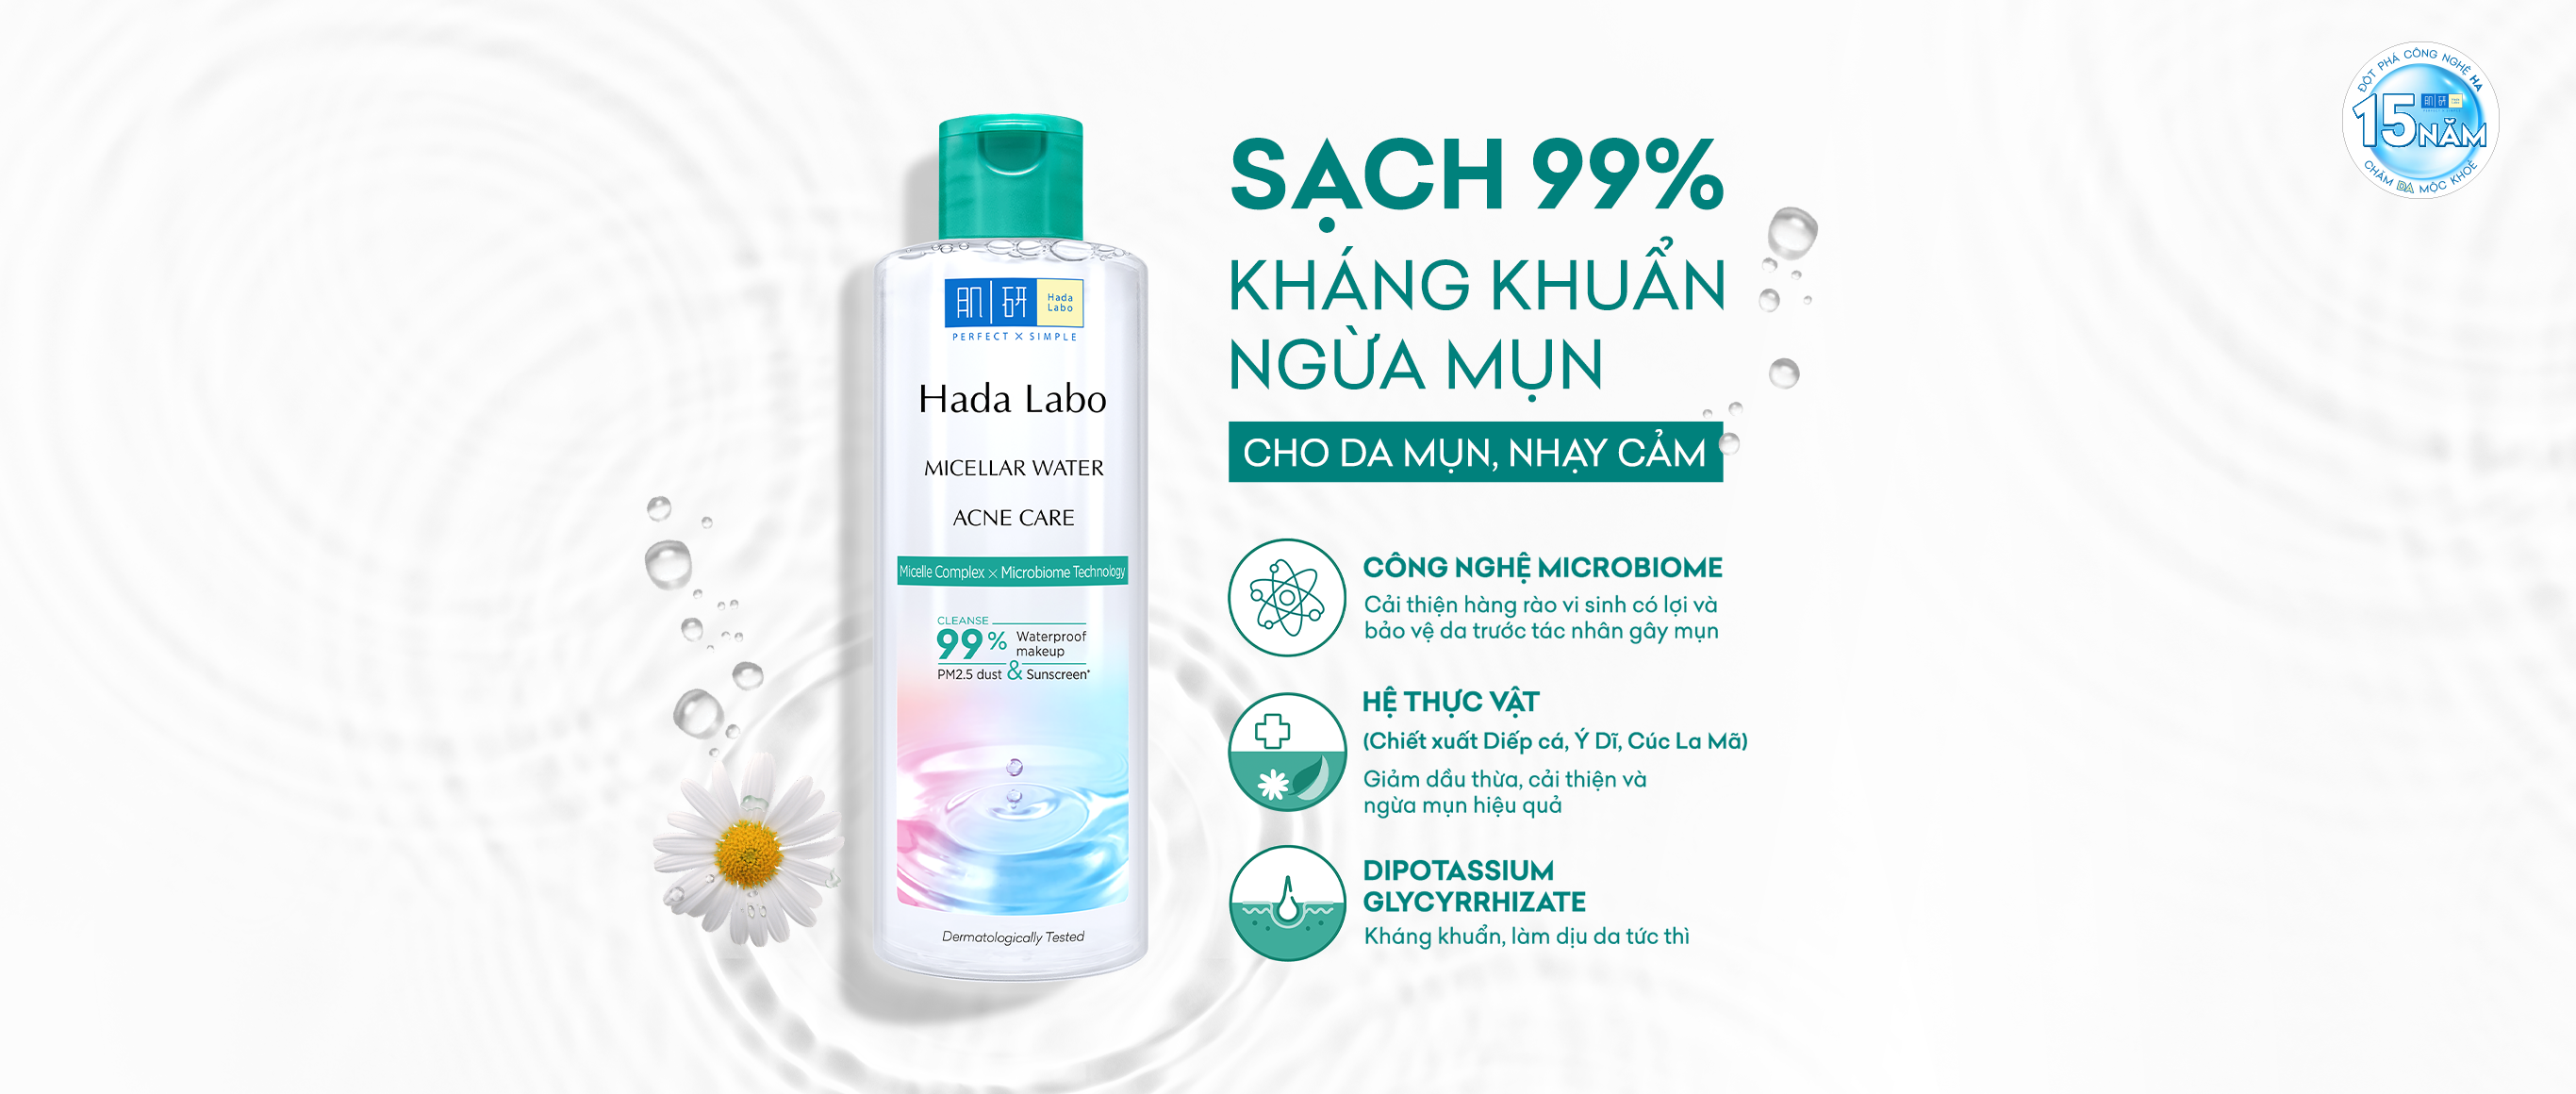 ĐỘT PHÁ CÔNG NGHỆ HA
15 NĂM
CHĂM DA MỘC KHOẺ
肌 研
Hada
Labo
PERFECT × SIMPLE
Hada Labo
MICELLAR WATER
ACNE CARE
Micelle Complex × Microbiome Technology
CLEANSE
99% Waterproof
makeup
PM2.5 dust & Sunscreen*
Dermatologically Tested
SẠCH 99%
KHÁNG KHUẨN
NGỪA MỤN
CHO DA MỤN, NHẠY CẢM
CÔNG NGHỆ MICROBIOME
Cải thiện hàng rào vi sinh có lợi và
bảo vệ da trước tác nhân gây mụn
HỆ THỰC VẬT
(Chiết xuất Diếp cá, Ý Dĩ, Cúc La Mã)
Giảm dầu thừa, cải thiện và
ngừa mụn hiệu quả
DIPOTASSIUM
GLYCYRRHIZATE
Kháng khuẩn, làm dịu da tức thì